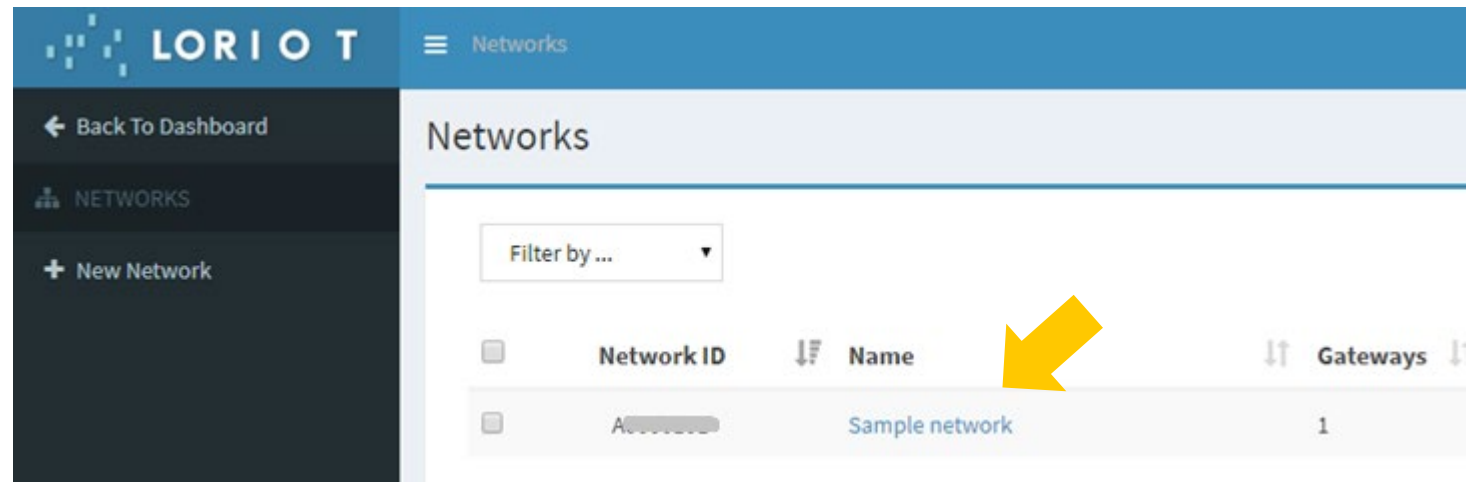 LORIOT
Networks
Back To Dashboard
Networks
NETWORKS
Filter by ...
New Network
Network ID Name Gateways
Sample network 1